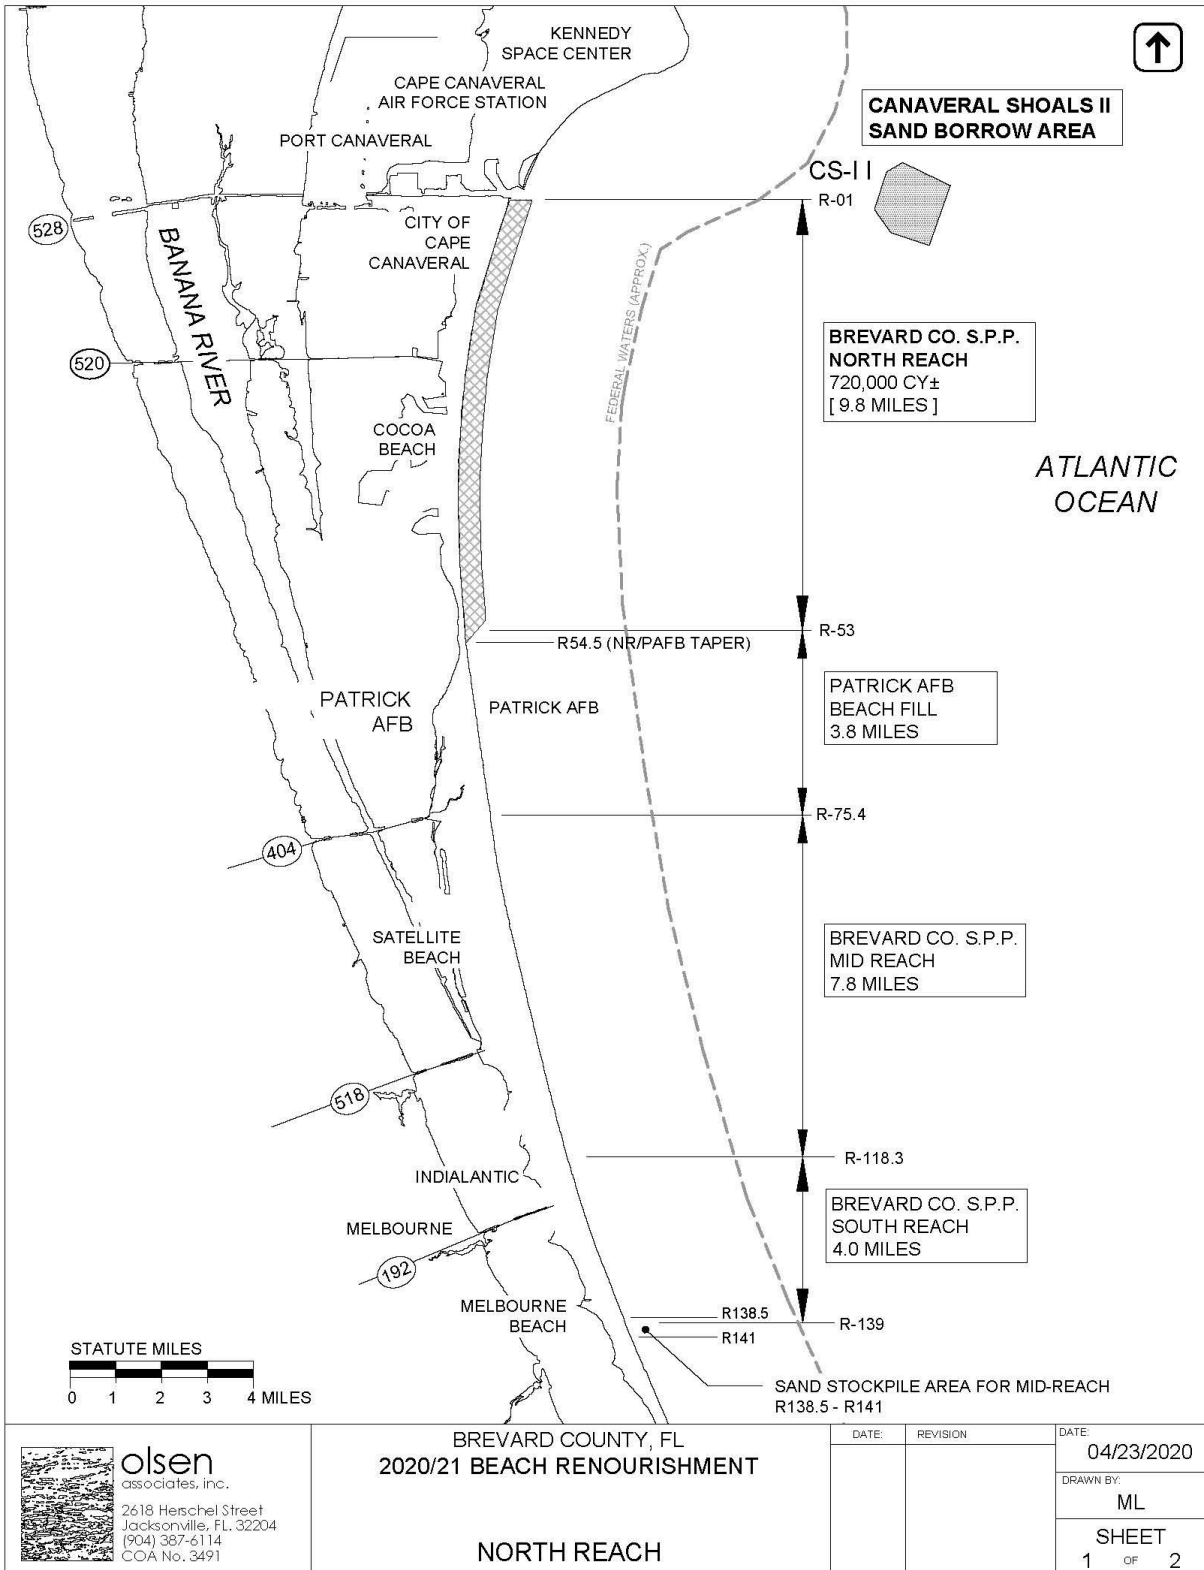 KENNEDY
SPACE CENTER
CAPE CANAVERAL
AIR FORCE STATION
PORT CANAVERAL
CANAVERAL SHOALS II
SAND BORROW AREA
CS-II
R-01
528
CITY OF
CAPE
CANAVERAL
BANANA RIVER
FEDERAL WATERS (APPROX.)
520
BREVARD CO. S.P.P.
NORTH REACH
720,000 CY±
[ 9.8 MILES ]
COCOA
BEACH
ATLANTIC
OCEAN
R-53
R54.5 (NR/PAFB TAPER)
PATRICK
AFB
PATRICK AFB
PATRICK AFB
BEACH FILL
3.8 MILES
R-75.4
404
SATELLITE
BEACH
BREVARD CO. S.P.P.
MID REACH
7.8 MILES
518
R-118.3
INDIALANTIC
MELBOURNE
192
BREVARD CO. S.P.P.
SOUTH REACH
4.0 MILES
MELBOURNE
BEACH
R138.5
R-139
R141
STATUTE MILES
0 1 2 3 4 MILES
SAND STOCKPILE AREA FOR MID-REACH
R138.5 - R141
olsen
associates, inc.
2618 Herschel Street
Jacksonville, FL. 32204
(904) 387-6114
COA No. 3491
BREVARD COUNTY, FL
2020/21 BEACH RENOURISHMENT
NORTH REACH
DATE: REVISION
DATE:
04/23/2020
DRAWN BY:
ML
SHEET
1 OF 2